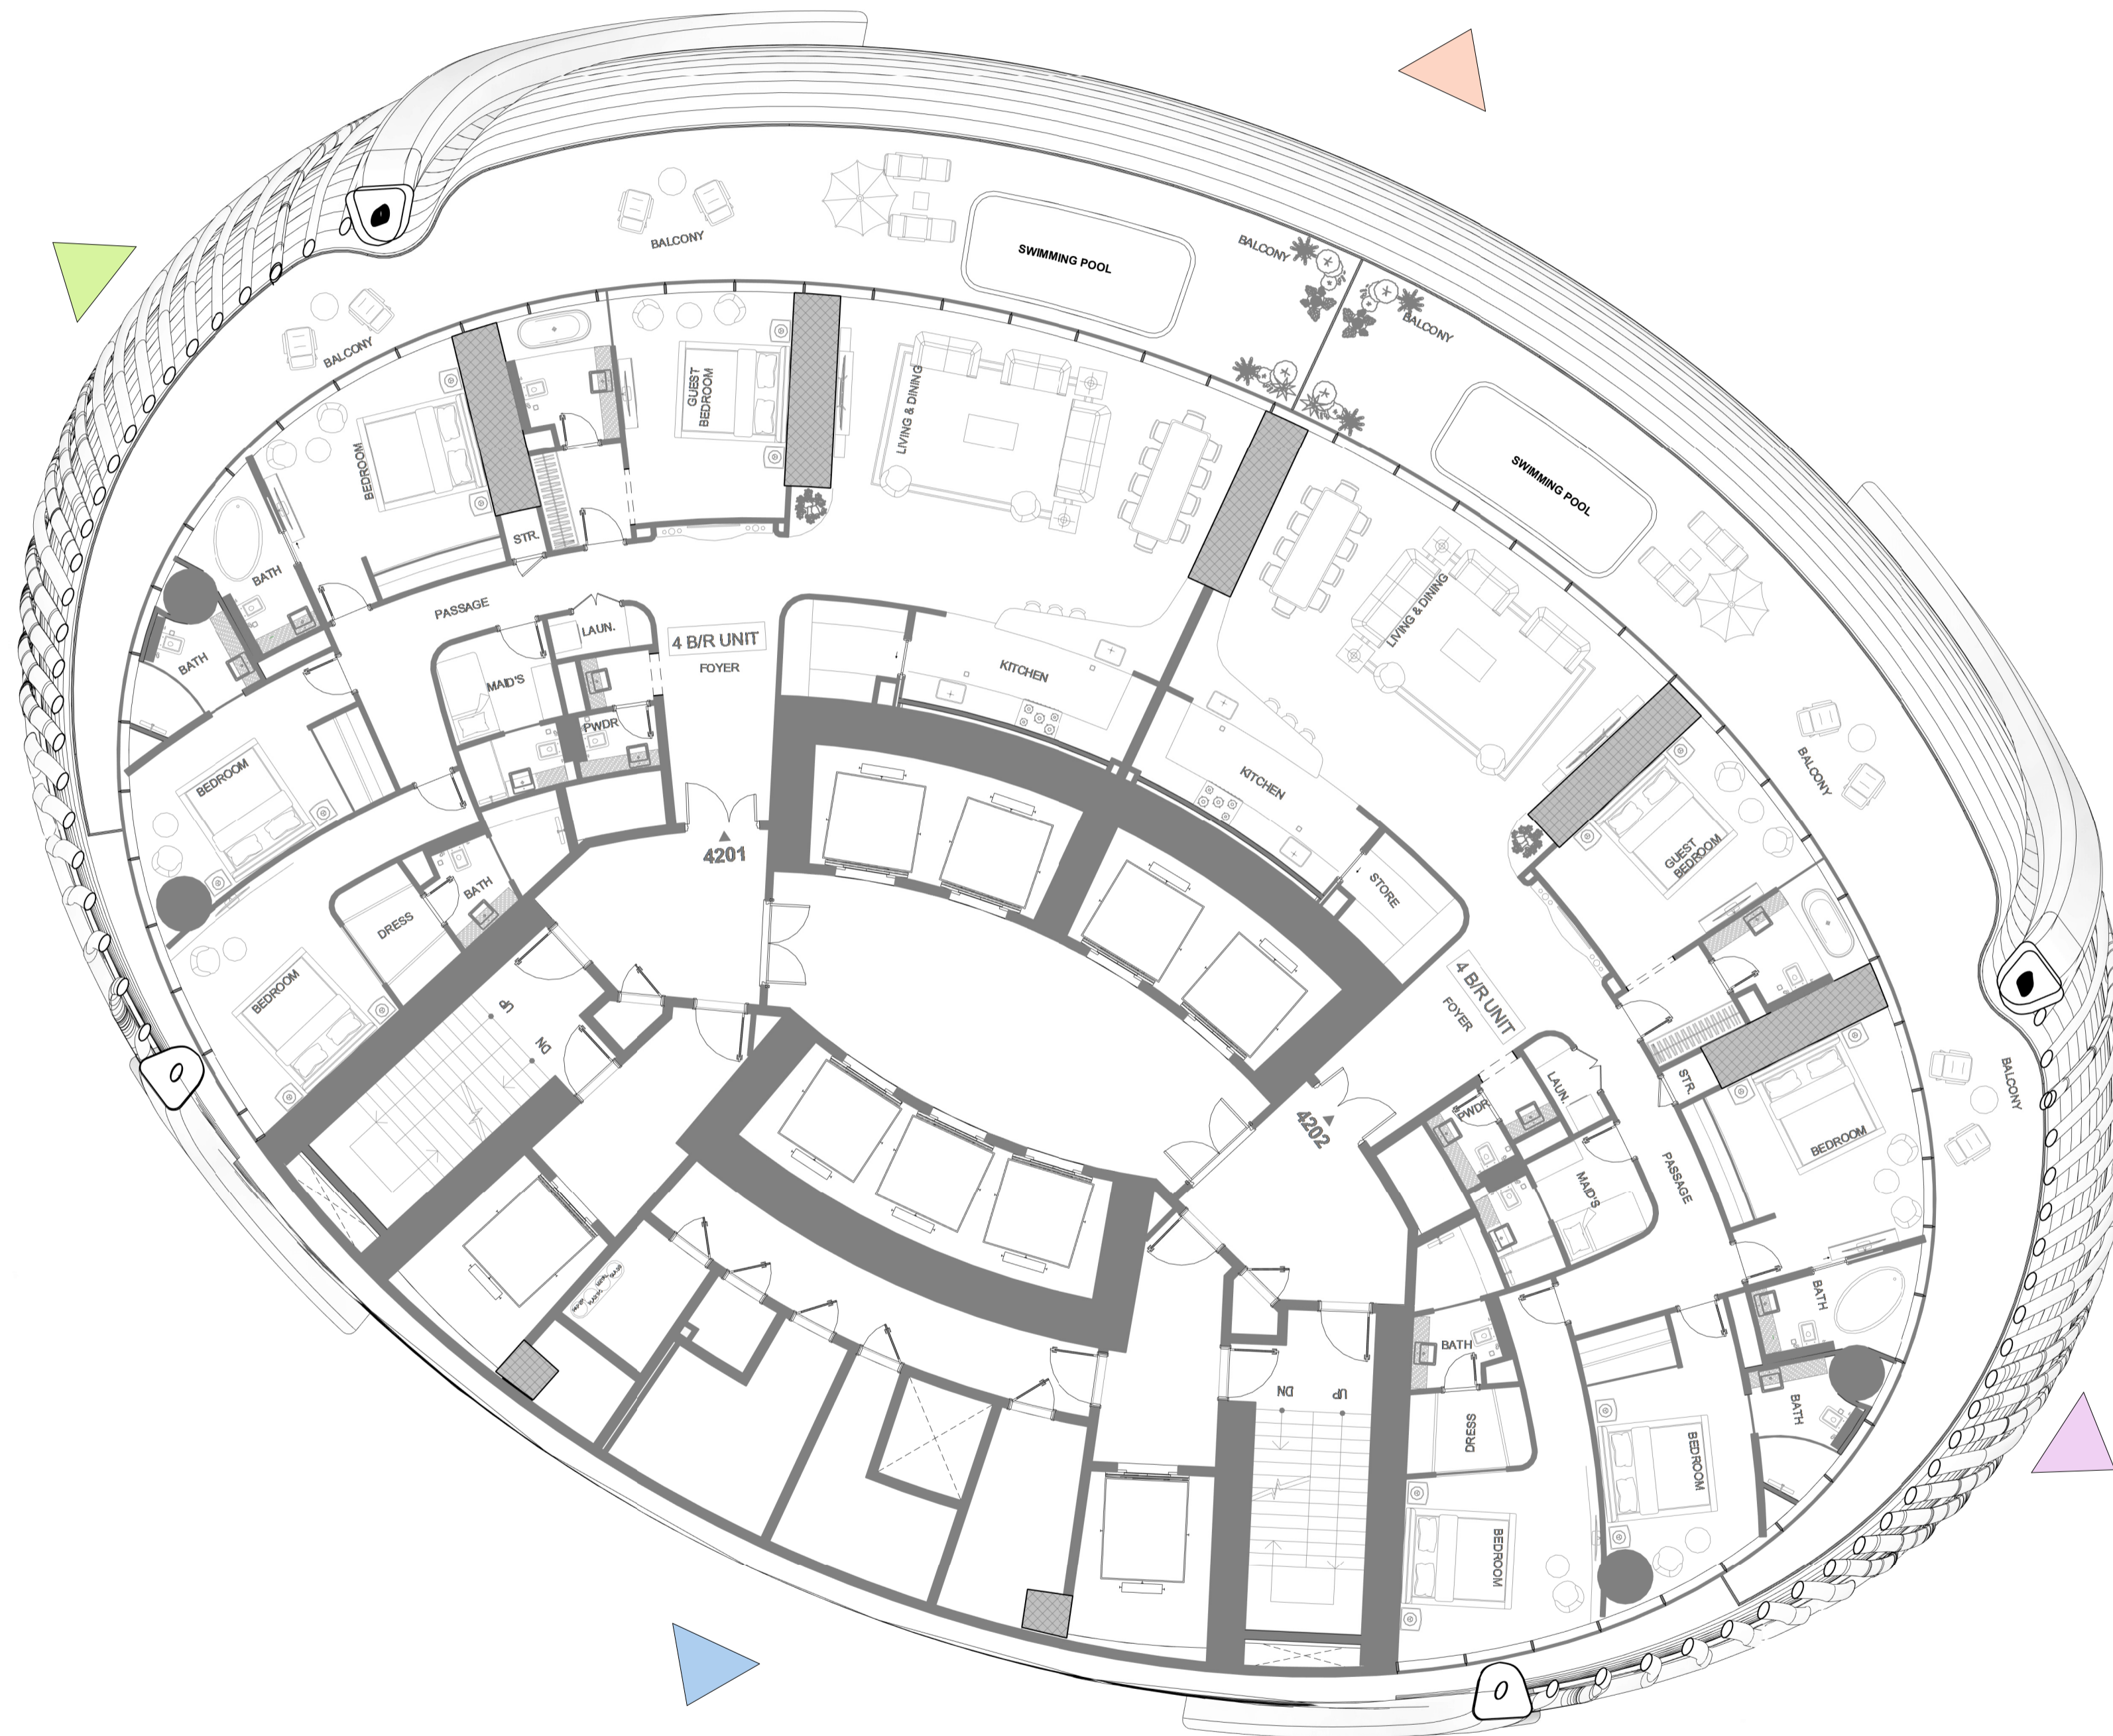 BALCONY
SWIMMING POOL
BALCONY
BALCONY
BALCONY
GUEST
BEDROOM
LIVING & DINING
BEDROOM
SWIMMING POOL
STR.
BATH
LIVING & DINING
PASSAGE
LAUN.
4 B/R UNIT
FOYER
BATH
MAID'S
KITCHEN
PWDR
BEDROOM
KITCHEN
BALCONY
4201
GUEST
BEDROOM
BATH
STORE
DRESS
BEDROOM
4 B/R UNIT
FOYER
UP
DN
STR.
LAUN.
BALCONY
PWDR
4202
BEDROOM
PASSAGE
MAID'S
BATH
BATH
DN
UP
BATH
DRESS
BEDROOM
BEDROOM